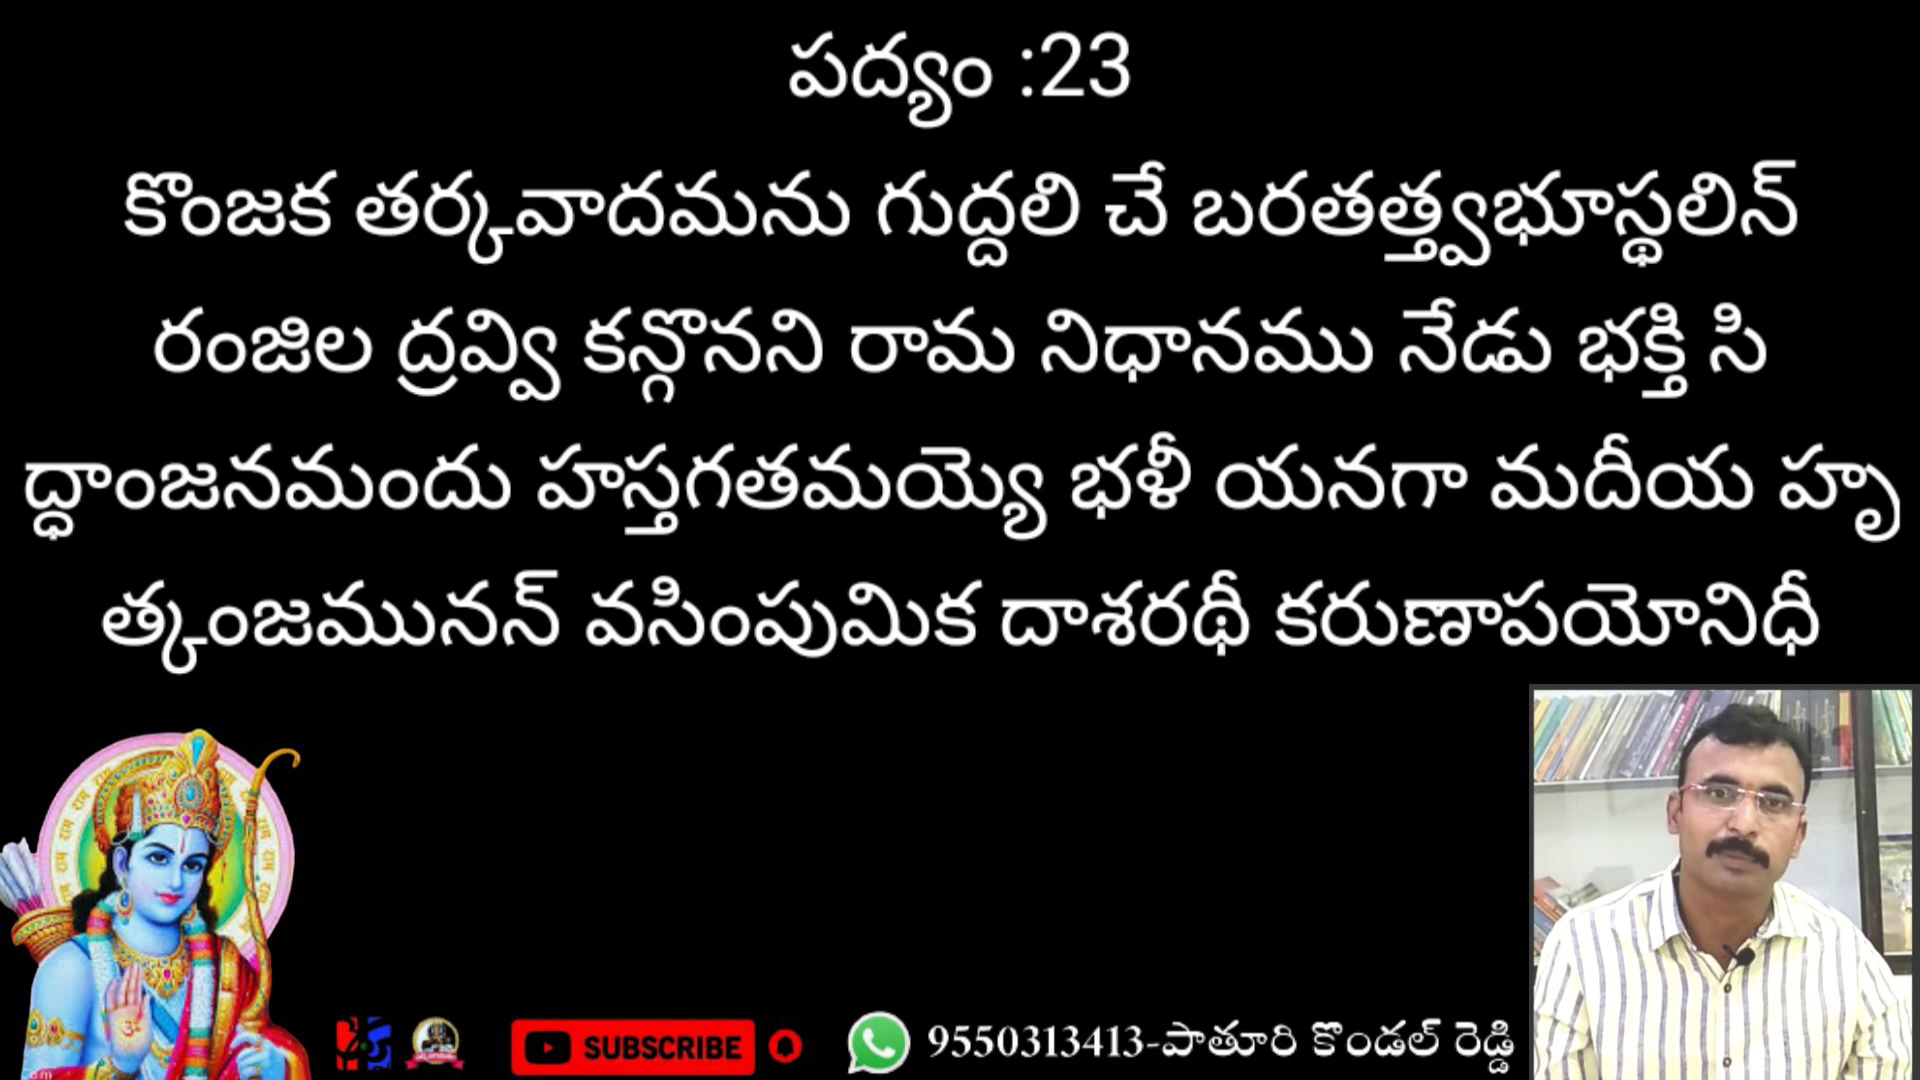 పద్యం :23
కొంజక తర్కవాదమను గుద్దలి చే బరతత్త్వభూస్థలిన్
రంజిల ద్రవ్వి కన్గొనని రామ నిధానము నేడు భక్తి సి
ద్ధాంజనమందు హస్తగతమయ్యె భళీ యనగా మదీయ హృ
త్కంజమునన్ వసింపుమిక దాశరథీ కరుణాపయోనిధీ
SUBSCRIBE
9550313413-పాతూరి కొండల్ రెడ్డి